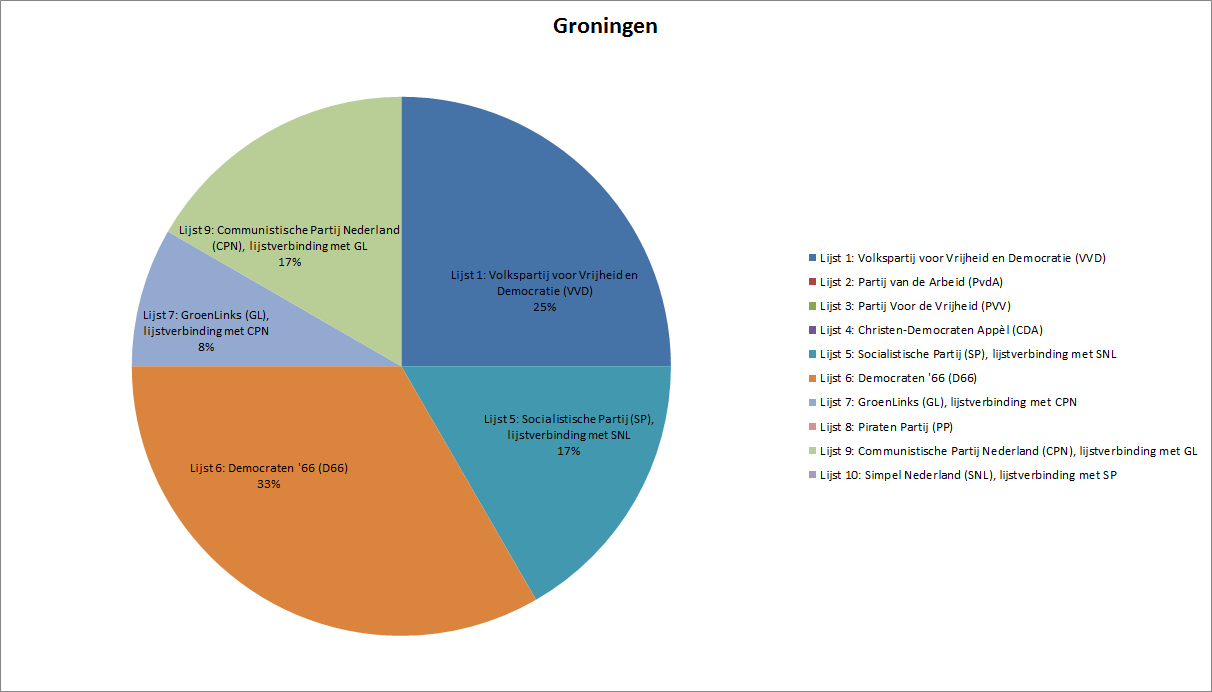 Groningen
Lijst 9: Communistische Partij Nederland
(CPN), lijstverbinding met GL
17%
Lijst 1: Volkspartij voor Vrijheid en
Democratie (VVD)
25%
Lijst 7: GroenLinks (GL),
lijstverbinding met CPN
8%
Lijst 5: Socialistische Partij (SP),
lijstverbinding met SNL
17%
Lijst 6: Democraten '66 (D66)
33%
Lijst 1: Volkspartij voor Vrijheid en Democratie (VVD)
Lijst 2: Partij van de Arbeid (PvdA)
Lijst 3: Partij Voor de Vrijheid (PVV)
Lijst 4: Christen-Democraten Appèl (CDA)
Lijst 5: Socialistische Partij (SP), lijstverbinding met SNL
Lijst 6: Democraten '66 (D66)
Lijst 7: GroenLinks (GL), lijstverbinding met CPN
Lijst 8: Piraten Partij (PP)
Lijst 9: Communistische Partij Nederland (CPN), lijstverbinding met GL
Lijst 10: Simpel Nederland (SNL), lijstverbinding met SP